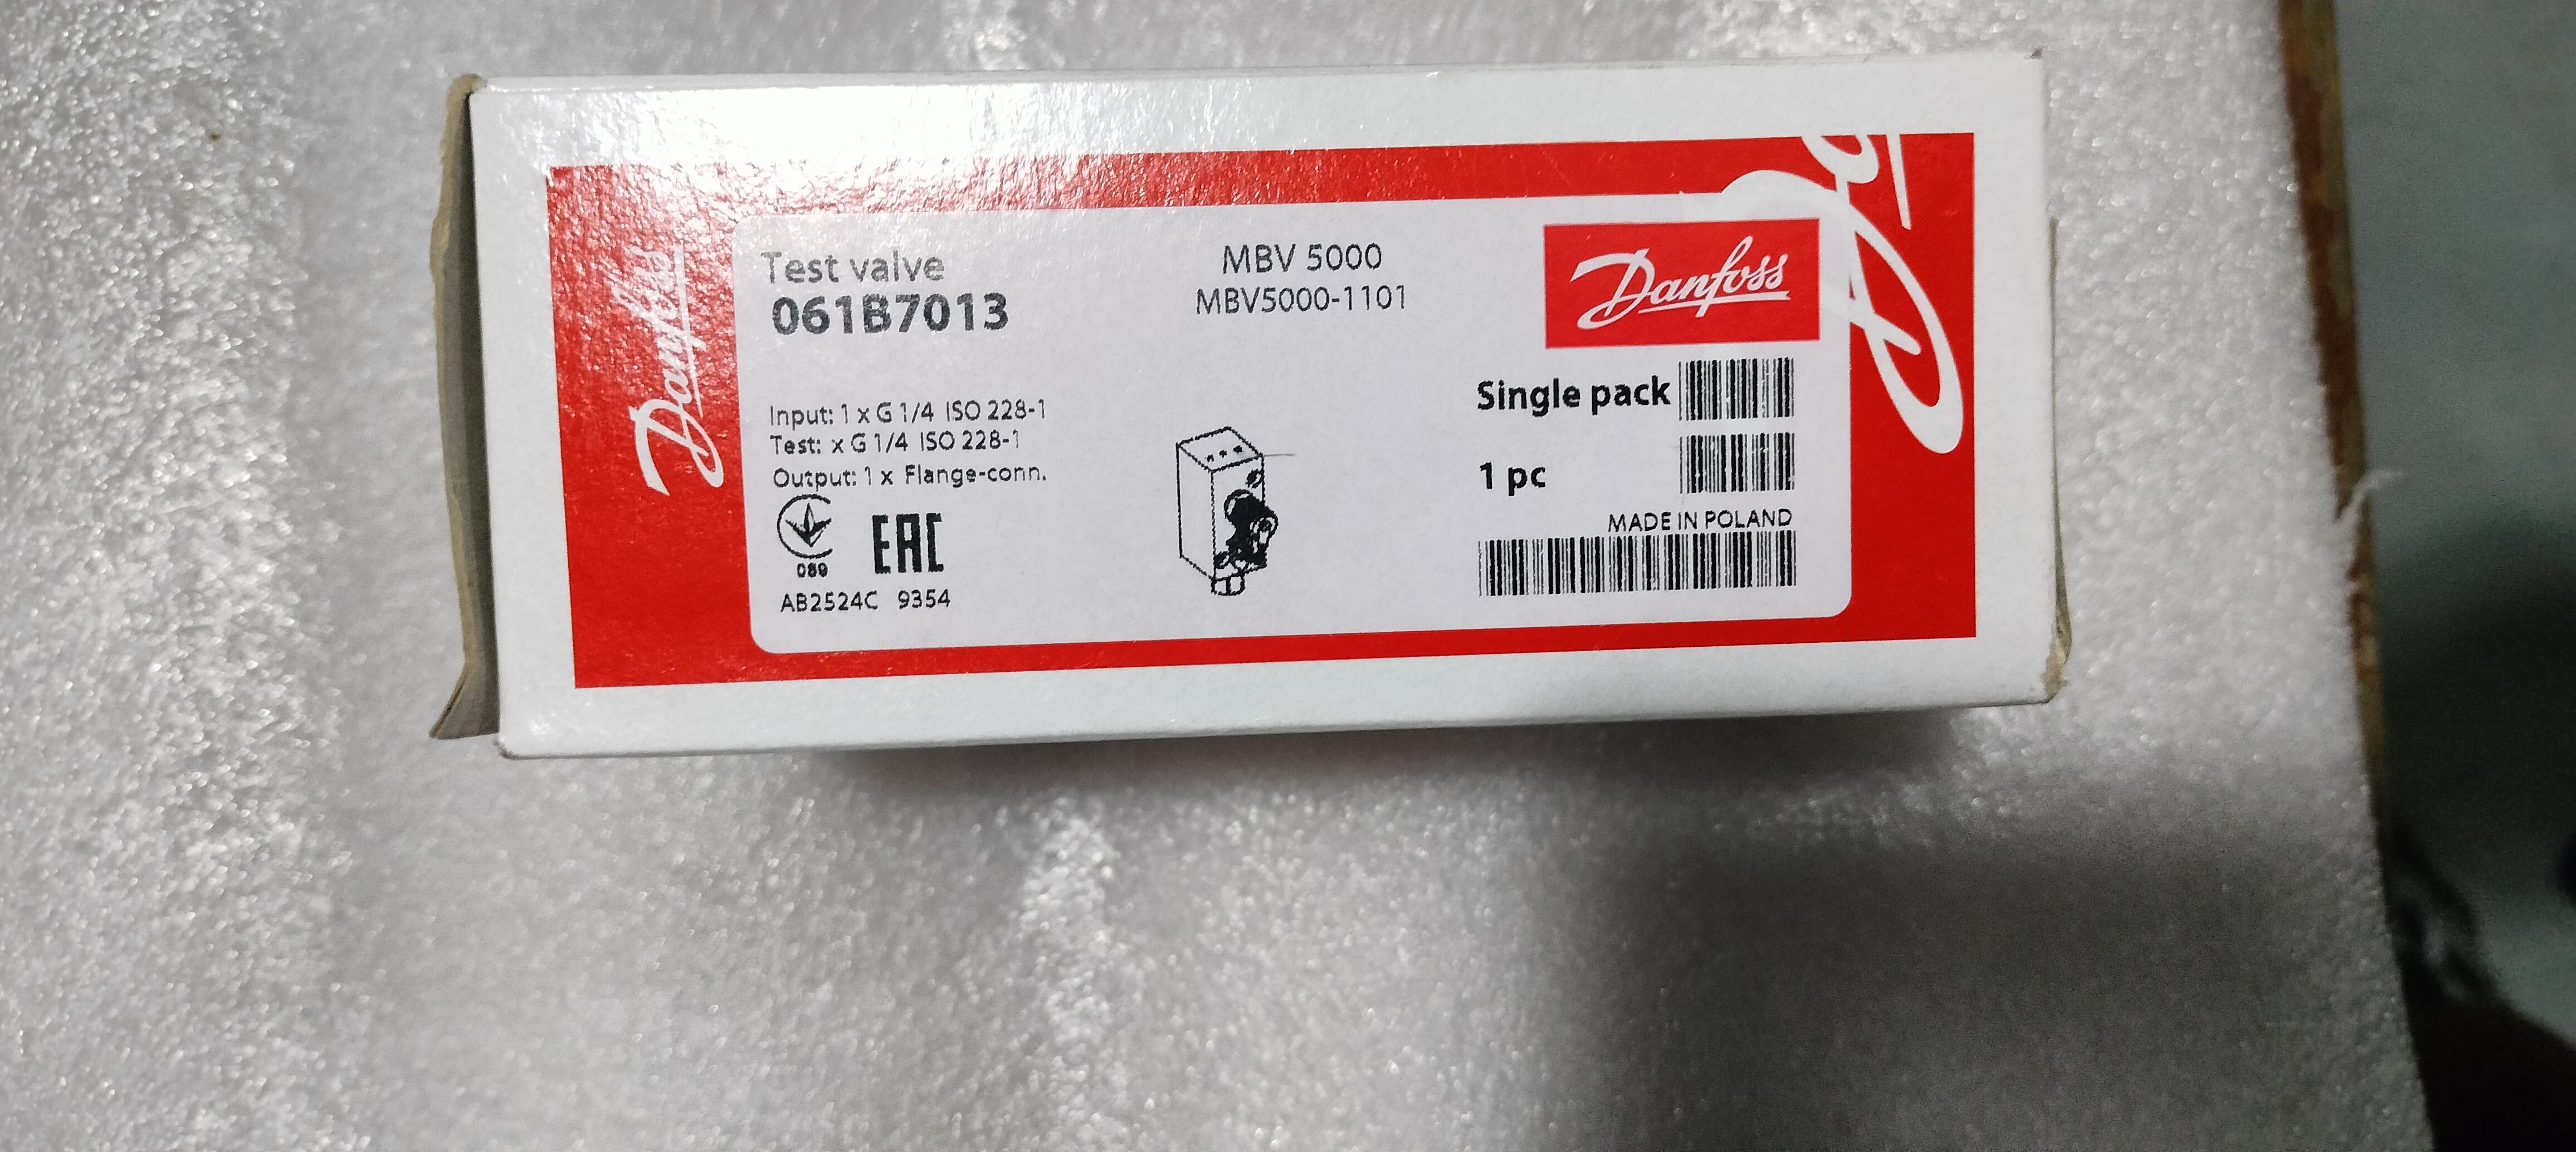 Danfoss
Test valve
061B7013
MBV 5000
MBV5000-1101
Danfoss
Input: 1 x G 1/4 ISO 228-1
Test: x G 1/4 ISO 228-1
Output: 1 x Flange-conn.
089
EAC
AB2524C 9354
Single pack
1 pc
MADE IN POLAND